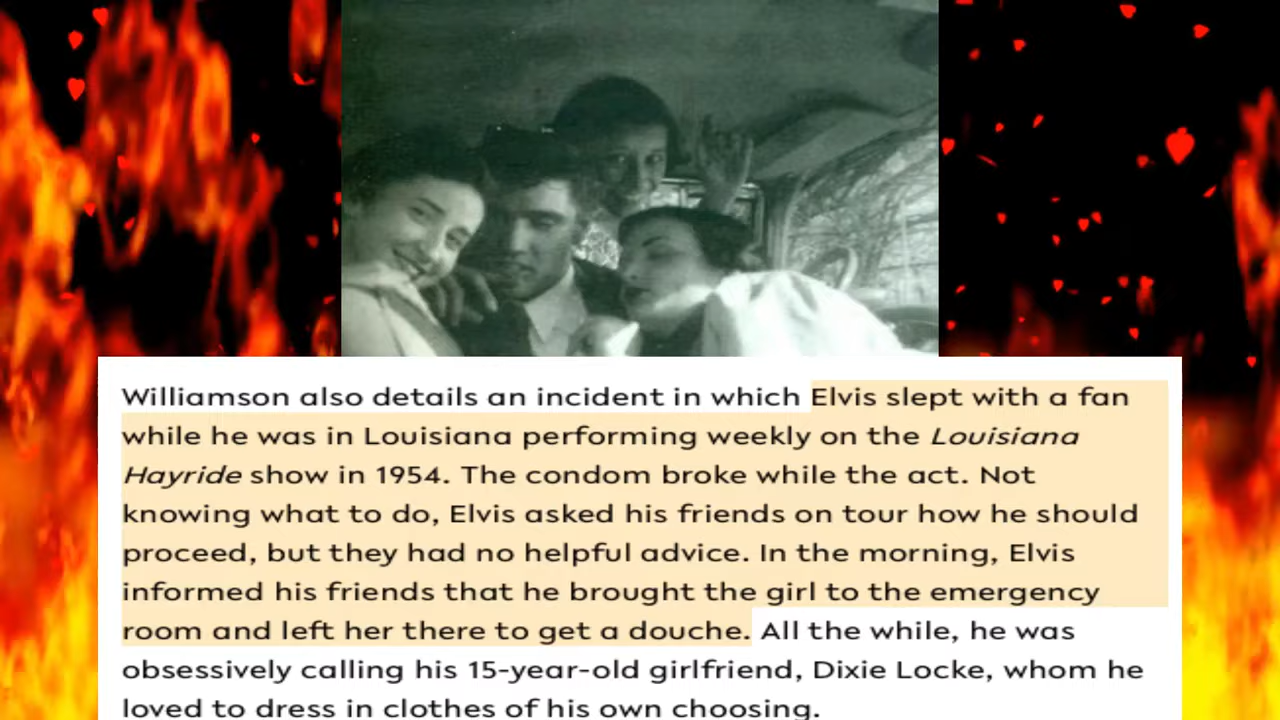 Williamson also details an incident in which Elvis slept with a fan
while he was in Louisiana performing weekly on the Louisiana
Hayride show in 1954. The condom broke while the act. Not
knowing what to do, Elvis asked his friends on tour how he should
proceed, but they had no helpful advice. In the morning, Elvis
informed his friends that he brought the girl to the emergency
room and left her there to get a douche. All the while, he was
obsessively calling his 15-year-old girlfriend, Dixie Locke, whom he
loved to dress in clothes of his own choosing.